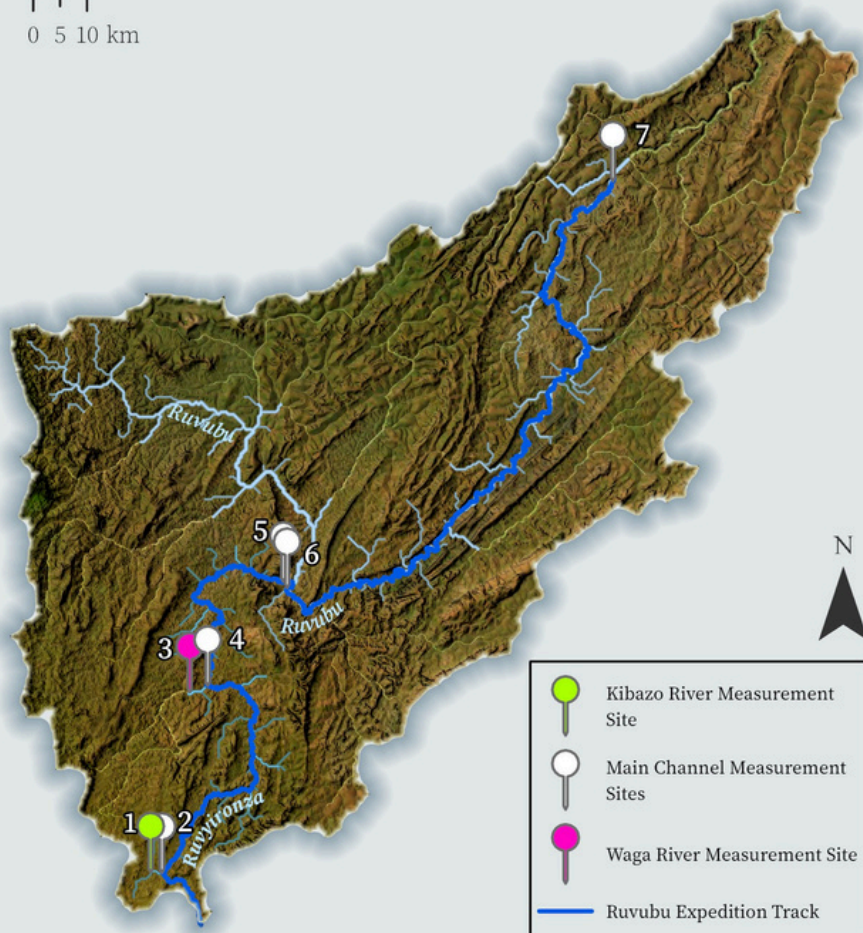 0 5 10 km
7
Ruvubu
5
6
Ruvubu
3
4
N
1
2
Ruvyironza
Kibazo River Measurement
Site
Main Channel Measurement
Sites
Waga River Measurement Site
Ruvubu Expedition Track